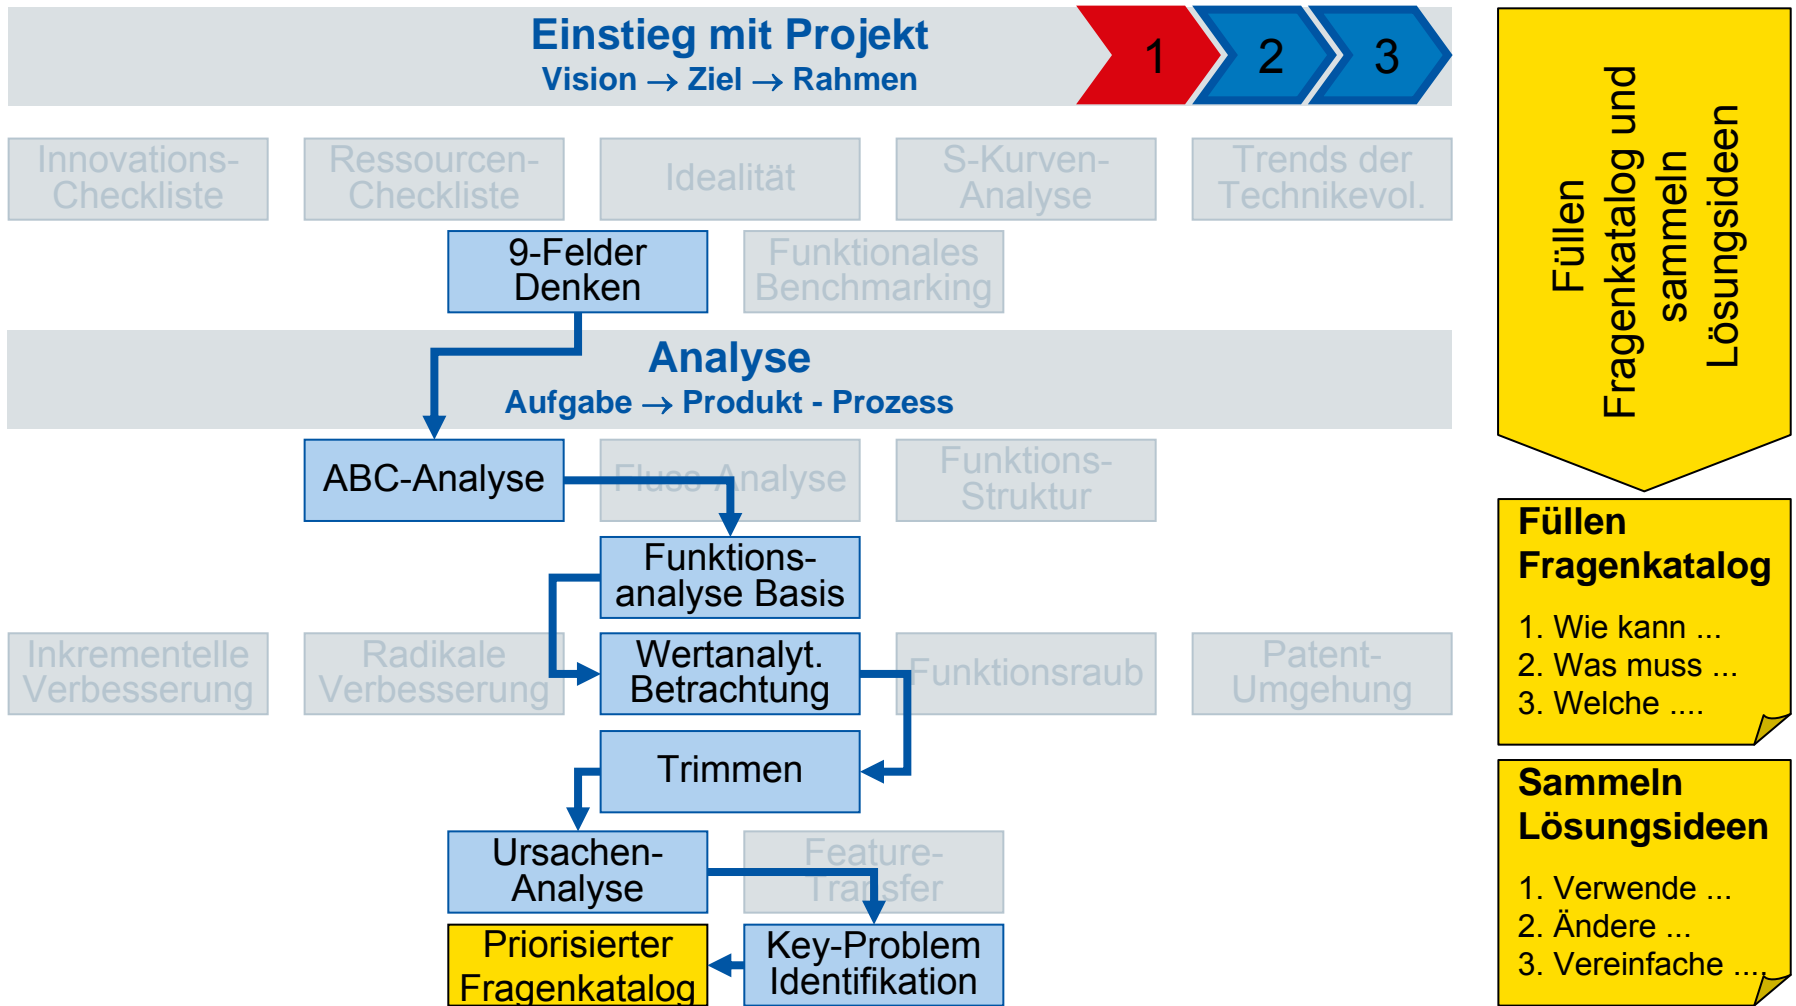 Einstieg mit Projekt
Vision → Ziel → Rahmen
1
2
3
Innovations-
Checkliste
Ressourcen-
Checkliste
Idealität
S-Kurven-
Analyse
Trends der
Technikevol.
9-Felder
Denken
Funktionales
Benchmarking
Analyse
Aufgabe → Produkt - Prozess
ABC-Analyse
Fluss-Analyse
Funktions-
Struktur
Funktions-
analyse Basis
Inkrementelle
Verbesserung
Radikale
Verbesserung
Wertanalyt.
Betrachtung
Funktionsraub
Patent-
Umgehung
Trimmen
Ursachen-
Analyse
Feature-
Transfer
Priorisierter
Fragenkatalog
Key-Problem
Identifikation
Füllen
Fragenkatalog und
sammeln
Lösungsideen
Füllen
Fragenkatalog
1. Wie kann ...
2. Was muss ...
3. Welche ....
Sammeln
Lösungsideen
1. Verwende ...
2. Ändere ...
3. Vereinfache ....